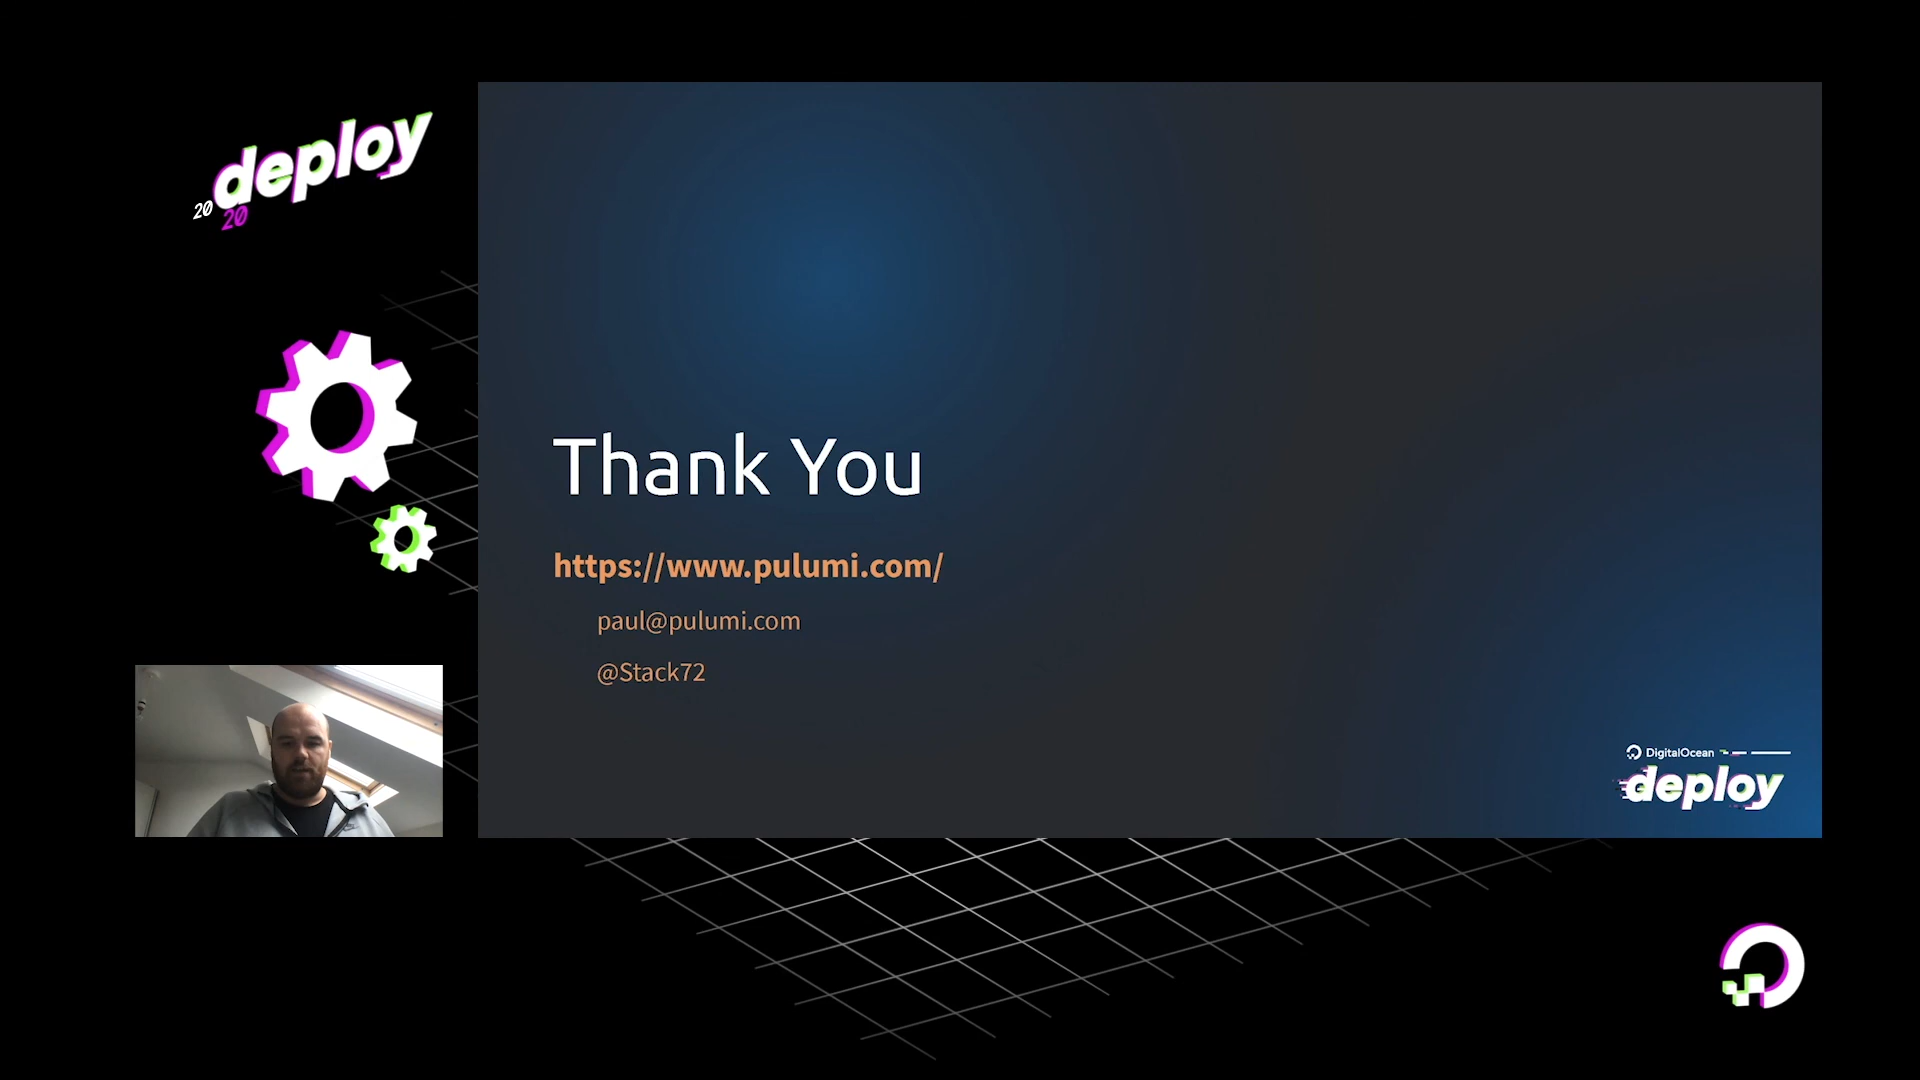 deploy
20
20
Thank You
https://www.pulumi.com/
paul@pulumi.com
@Stack72
DigitalOcean
deploy